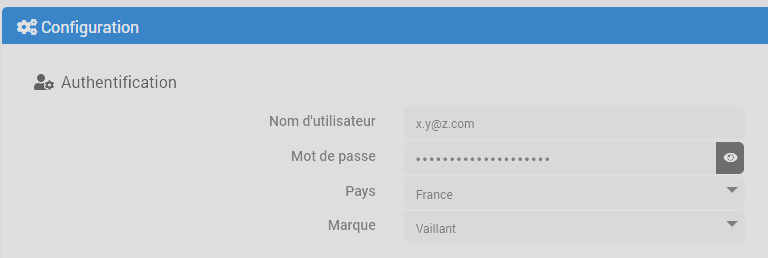 Configuration
Authentification
Nom d'utilisateur x.y@z.com
Mot de passe ••••••••••••••••••••
Pays France
Marque Vaillant